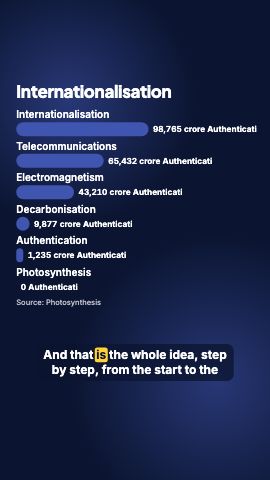 Internationalisation
Internationalisation
98,765 crore Authenticati
Telecommunications
65,432 crore Authenticati
Electromagnetism
43,210 crore Authenticati
Decarbonisation
9,877 crore Authenticati
Authentication
1,235 crore Authenticati
Photosynthesis
0 Authenticati
Source: Photosynthesis
And that is the whole idea, step
by step, from the start to the